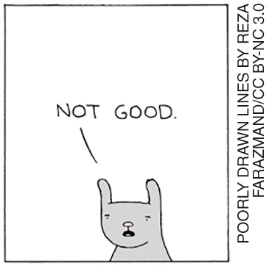 NOT GOOD.
POORLY DRAWN LINES BY REZA
FARAZMAND/CC BY-NC 3.0